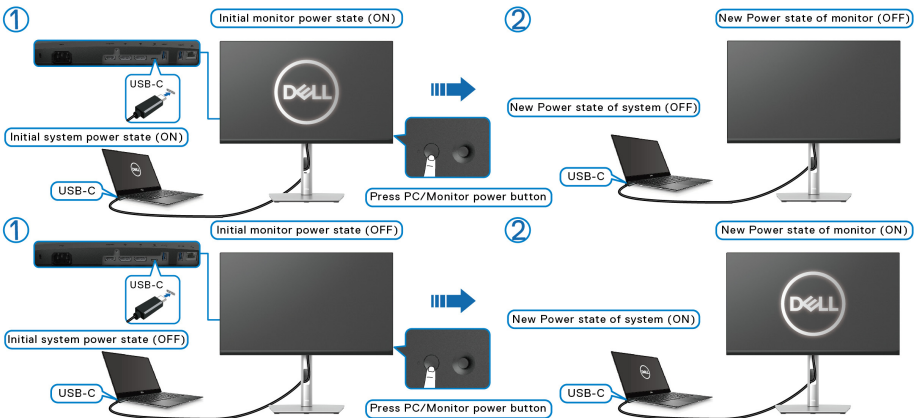 1
Initial monitor power state (ON)
2
New Power state of monitor (OFF)
USB-C
DELL
New Power state of system (OFF)
Initial system power state (ON)
DELL
USB-C
USB-C
Press PC/Monitor power button
1
Initial monitor power state (OFF)
2
New Power state of monitor (ON)
USB-C
DELL
New Power state of system (ON)
Initial system power state (OFF)
DELL
USB-C
USB-C
Press PC/Monitor power button